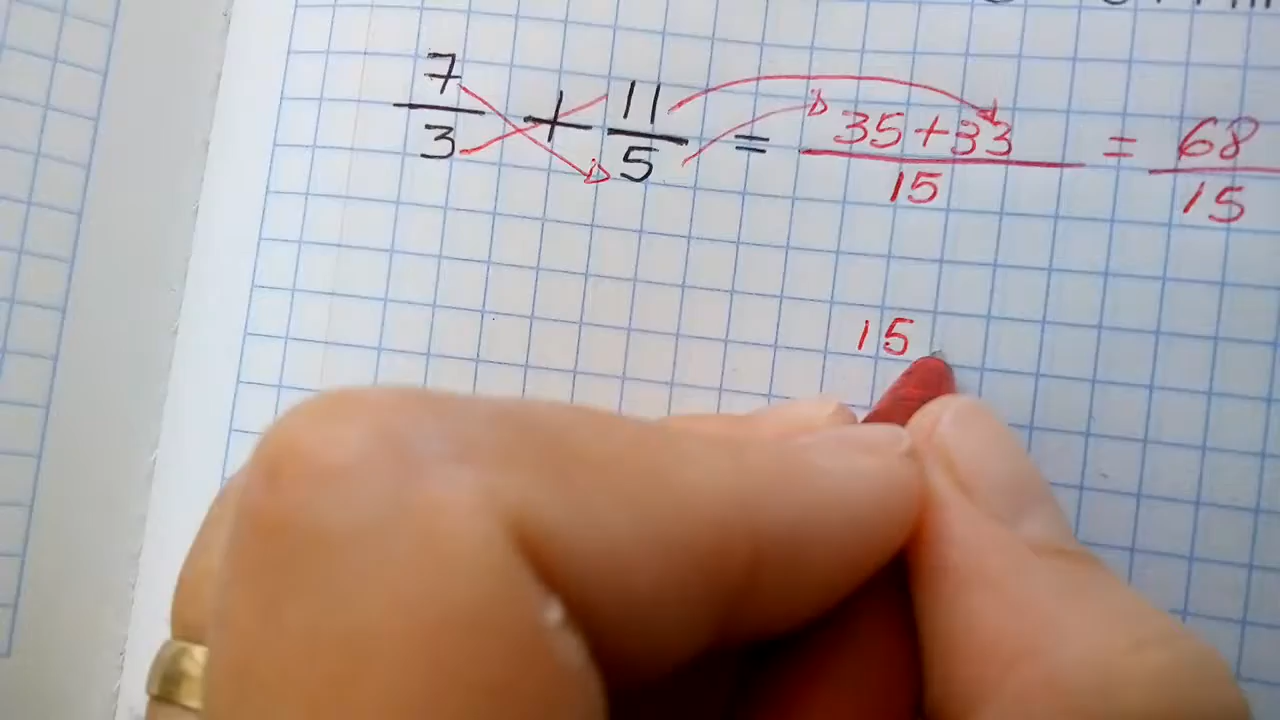 7/3 + 11/5 = 35+33/15 = 68/15
15